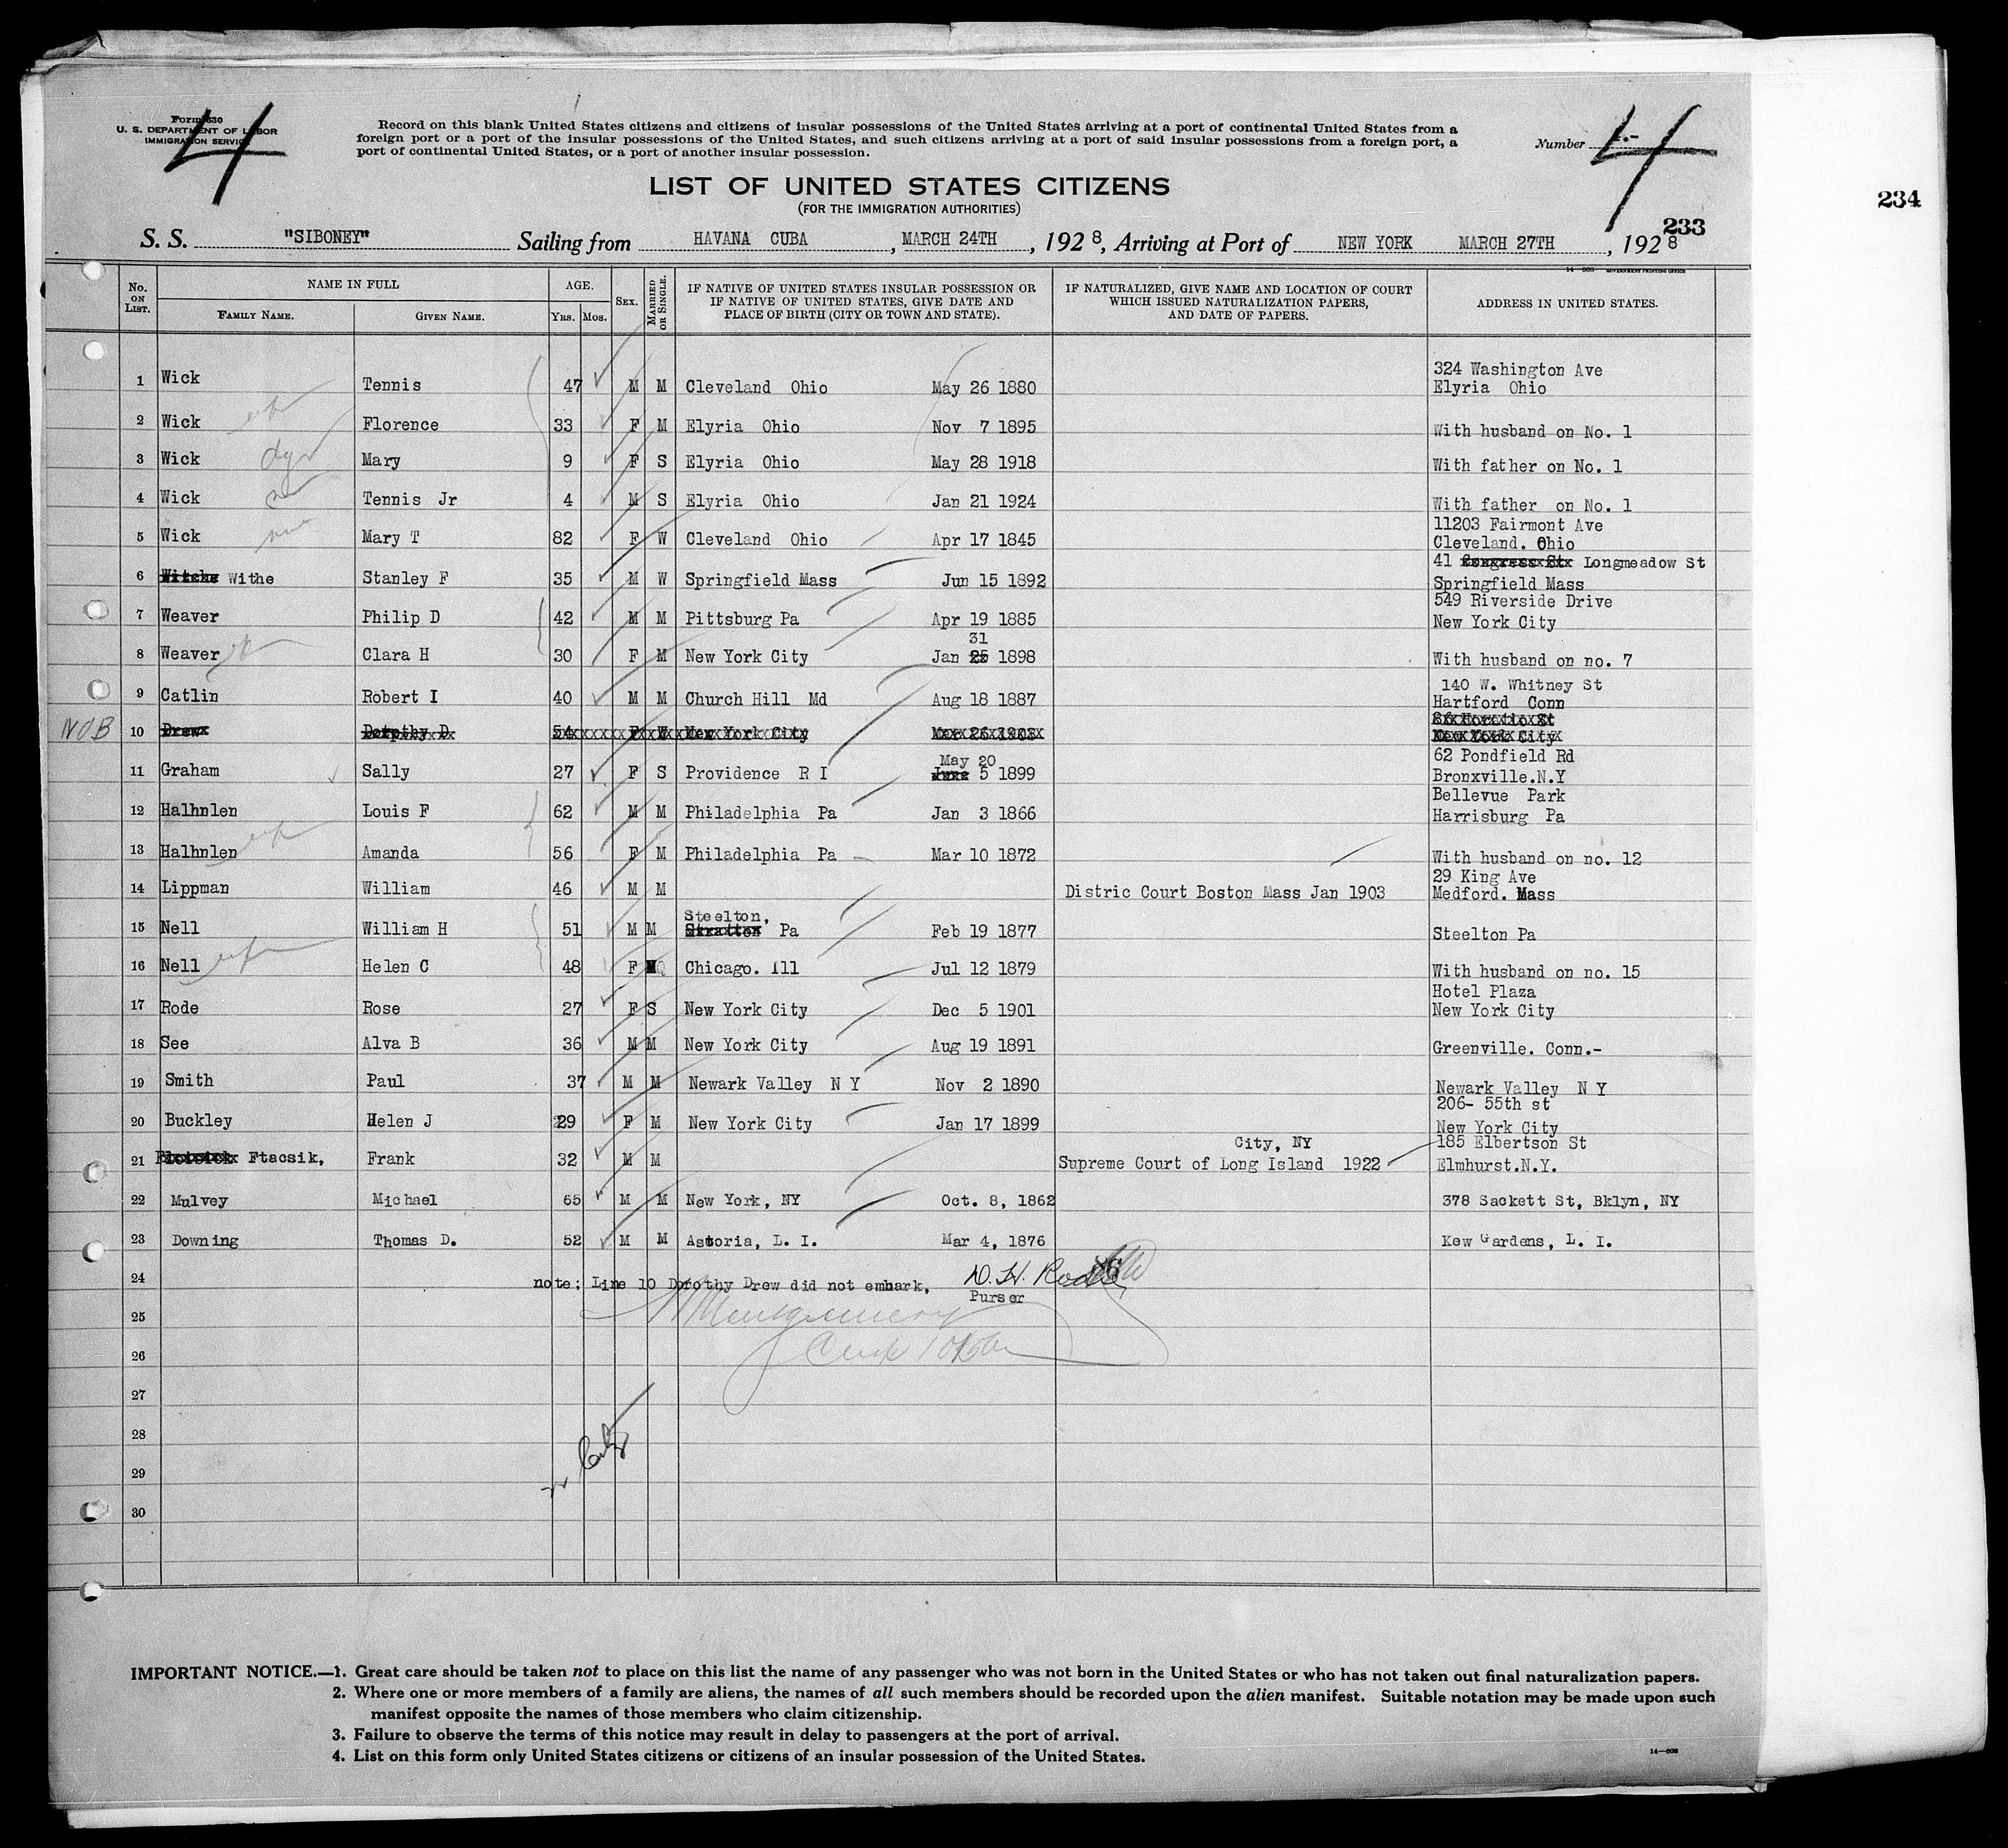 Form 630
U. S. DEPARTMENT OF LABOR
IMMIGRATION SERVICE
4
Record on this blank United States citizens and citizens of insular possessions of the United States arriving at a port of continental United States from a
foreign port or a port of the insular possessions of the United States, and such citizens arriving at a port of said insular possessions from a foreign port, a
port of continental United States, or a port of another insular possession.
Number 4.-
4
LIST OF UNITED STATES CITIZENS
(FOR THE IMMIGRATION AUTHORITIES)
234
233
S. S. "SIBONEY" Sailing from HAVANA CUBA, MARCH 24TH, 1928, Arriving at Port of NEW YORK MARCH 27TH, 1928
No. ON LIST. NAME IN FULL FAMILY NAME. GIVEN NAME. AGE. YRS. MOS. SEX. MARRIED OR SINGLE. IF NATIVE OF UNITED STATES INSULAR POSSESSION OR IF NATIVE OF UNITED STATES, GIVE DATE AND PLACE OF BIRTH (CITY OR TOWN AND STATE). IF NATURALIZED, GIVE NAME AND LOCATION OF COURT WHICH ISSUED NATURALIZATION PAPERS, AND DATE OF PAPERS. ADDRESS IN UNITED STATES.
1 Wick Tennis 47 M M Cleveland Ohio May 26 1880 324 Washington Ave Elyria Ohio
2 Wick wf Florence 33 F M Elyria Ohio Nov 7 1895 With husband on No. 1
3 Wick dgr Mary 9 F S Elyria Ohio May 28 1918 With father on No. 1
4 Wick Tennis Jr 4 M S Elyria Ohio Jan 21 1924 With father on No. 1
5 Wick Mary T 82 F W Cleveland Ohio Apr 17 1845 11203 Fairmont Ave Cleveland. Ohio
6 Withe Stanley F 35 M W Springfield Mass Jun 15 1892 41 Congress St Longmeadow St Springfield Mass
7 Weaver Philip D 42 M M Pittsburg Pa Apr 19 1885 549 Riverside Drive New York City
8 Weaver wf Clara H 30 F M New York City Jan 25 31 1898 With husband on no. 7
9 Catlin Robert I 40 M M Church Hill Md Aug 18 1887 140 W. Whitney St Hartford Conn
NOB 10 Drew Dorothy D 54 F W New York City Mar 26 1903 86 Horatio St New York City
11 Graham Sally 27 F S Providence R I June 5 May 20 1899 62 Pondfield Rd Bronxville.N.Y
12 Halhnlen Louis F 62 M M Philadelphia Pa Jan 3 1866 Bellevue Park Harrisburg Pa
13 Halhnlen wf Amanda 56 F M Philadelphia Pa Mar 10 1872 With husband on no. 12
14 Lippman William 46 M M Distric Court Boston Mass Jan 1903 29 King Ave Medford. Mass
15 Nell William H 51 M M Stratton Steelton, Pa Feb 19 1877 Steelton Pa
16 Nell wf Helen C 48 F M Chicago. Ill Jul 12 1879 With husband on no. 15
17 Rode Rose 27 F S New York City Dec 5 1901 Hotel Plaza New York City
18 See Alva B 36 M M New York City Aug 19 1891 Greenville. Conn.-
19 Smith Paul 37 M M Newark Valley N Y Nov 2 1890 Newark Valley N Y
20 Buckley Helen J 29 F M New York City Jan 17 1899 206- 55th st New York City
21 Ftacsik, Frank 32 M M Supreme Court of Long Island City, NY 1922 185 Elbertson St Elmhurst.N.Y.
22 Mulvey Michael 65 M M New York, NY Oct. 8, 1862 378 Sackett St, Bklyn, NY
23 Downing Thomas D. 52 M M Astoria, L. I. Mar 4, 1876 Kew Gardens, L. I.
24 note; Line 10 Dorothy Drew did not embark,
Purser
25 Montgomery
26
27
28
29
30
IMPORTANT NOTICE.—1. Great care should be taken not to place on this list the name of any passenger who was not born in the United States or who has not taken out final naturalization papers.
2. Where one or more members of a family are aliens, the names of all such members should be recorded upon the alien manifest. Suitable notation may be made upon such
manifest opposite the names of those members who claim citizenship.
3. Failure to observe the terms of this notice may result in delay to passengers at the port of arrival.
4. List on this form only United States citizens or citizens of an insular possession of the United States.